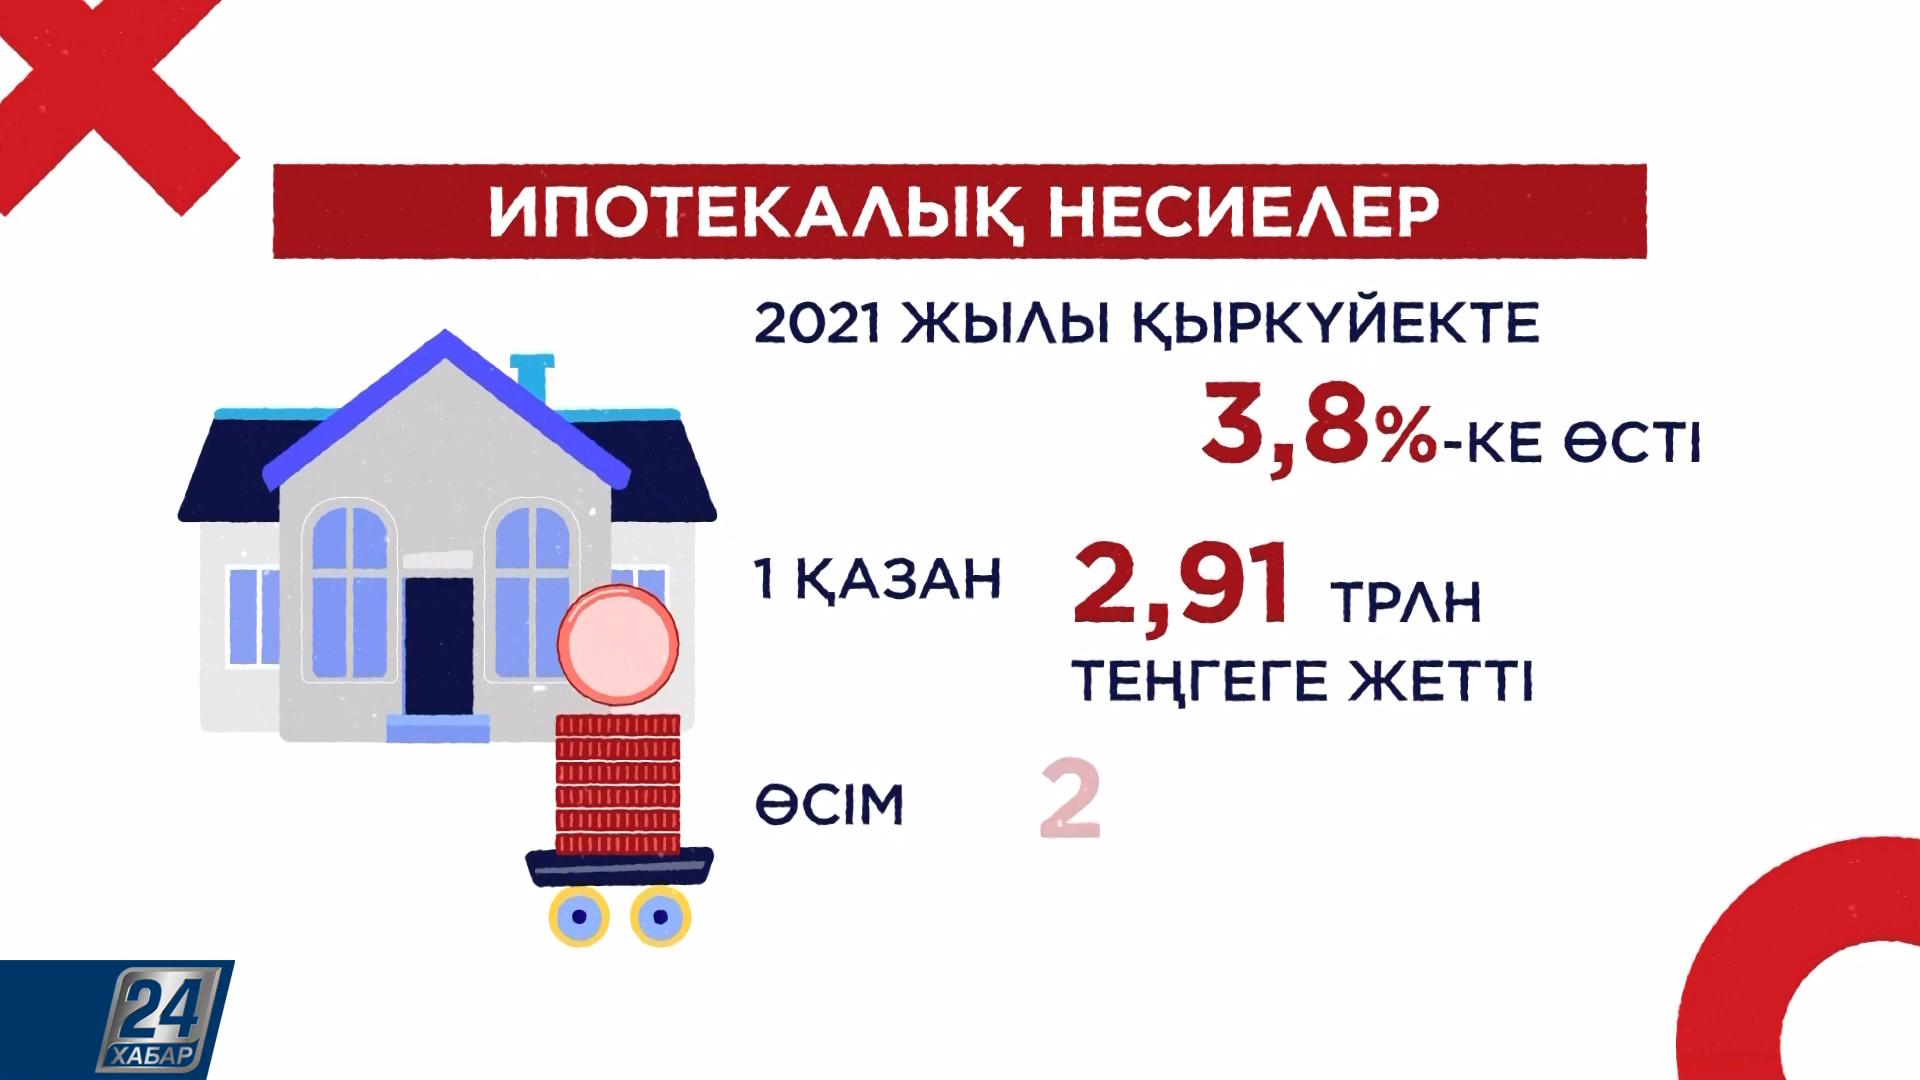 ИПОТЕКАЛЫҚ НЕСИЕЛЕР
2021 ЖЫЛЫ ҚЫРКҮЙЕКТЕ
3,8%-КЕ ӨСТІ
1 ҚАЗАН 2,91 ТРЛН
ТЕҢГЕГЕ ЖЕТТІ
ӨСІМ 2
24
ХАБАР